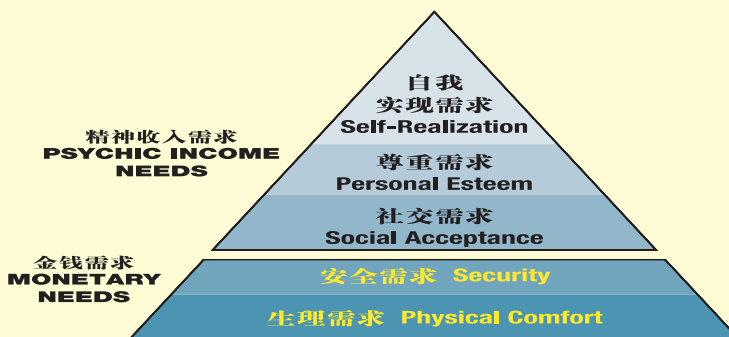 自我
实现需求
Self-Realization
精神收入需求
PSYCHIC INCOME
NEEDS
尊重需求
Personal Esteem
社交需求
Social Acceptance
金钱需求
MONETARY
NEEDS
安全需求 Security
生理需求 Physical Comfort